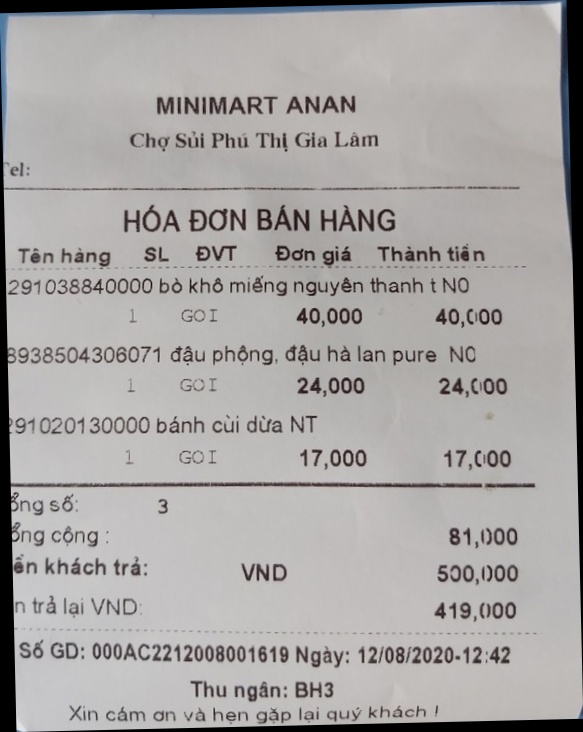 MINIMART ANAN
Chợ Sủi Phú Thị Gia Lâm
Tel:
HÓA ĐƠN BÁN HÀNG
Tên hàng SL ĐVT Đơn giá Thành tiền
291038840000 bò khô miếng nguyên thanh t N0
1 GOI 40,000 40,000
8938504306071 đậu phộng, đậu hà lan pure N0
1 GOI 24,000 24,000
291020130000 bánh cùi dừa NT
1 GOI 17,000 17,000
ổng số: 3
ổng cộng : 81,000
ền khách trả: VND 500,000
n trả lại VND: 419,000
Số GD: 000AC2212008001619 Ngày: 12/08/2020-12:42
Thu ngân: BH3
Xin cám ơn và hẹn gặp lại quý khách !